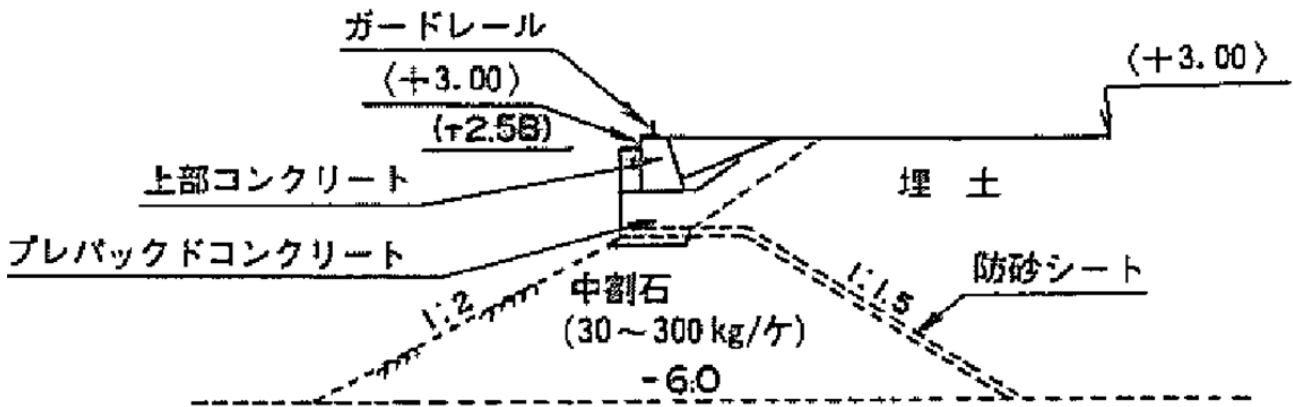 ガードレール
(+3.00)
(+3.00)
(+2.58)
上部コンクリート
埋 土
プレパックドコンクリート
防砂シート
1:2
中割石
1:1.5
(30～300kg/ケ)
-6.0